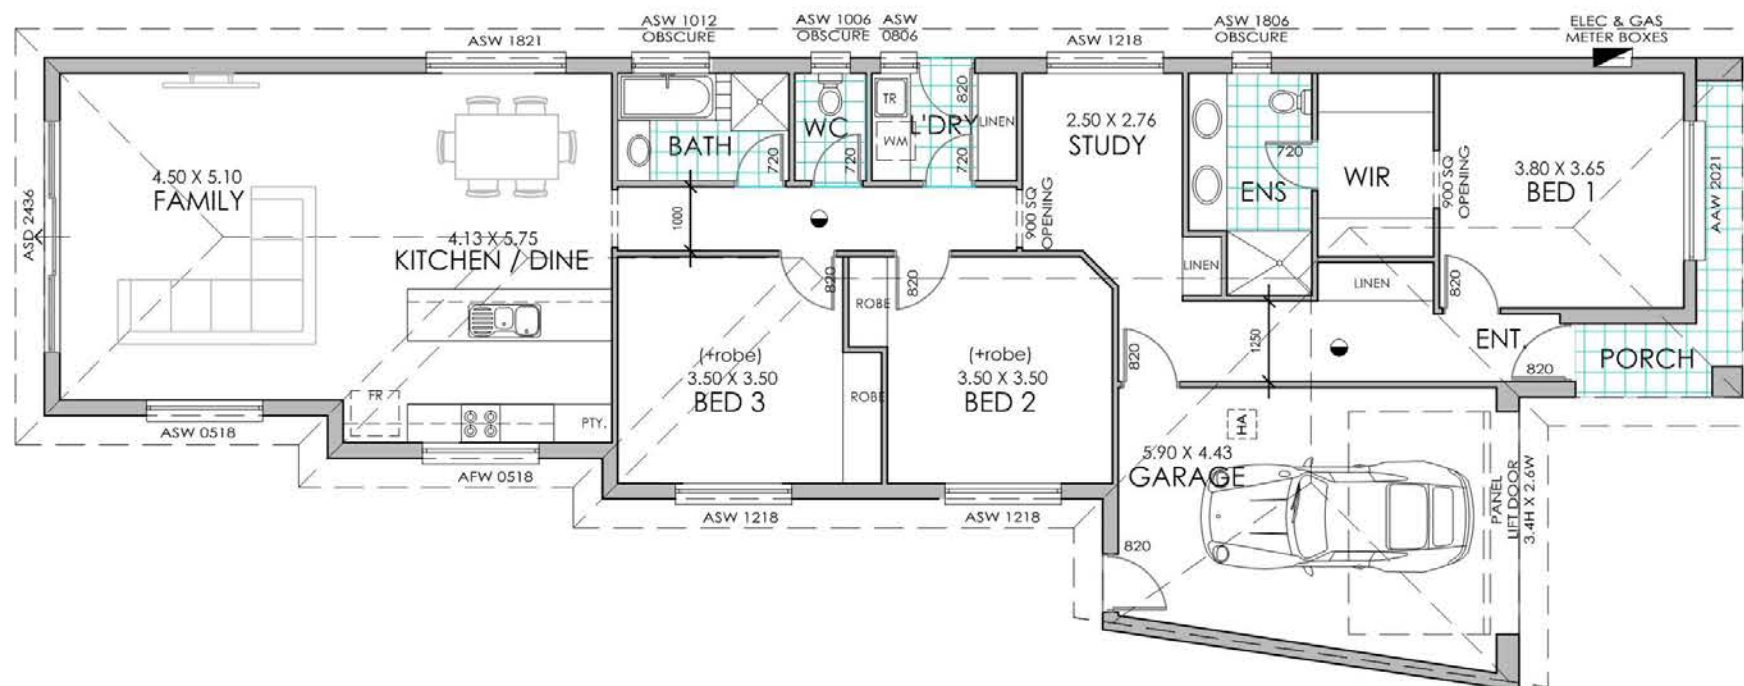 ASW 1821
ASW 1012
OBSCURE
ASW 1006
OBSCURE
ASW
0806
ASW 1218
ASW 1806
OBSCURE
ELEC & GAS
METER BOXES
ASD 2436
4.50 X 5.10
FAMILY
4.13 X 5.75
KITCHEN / DINE
BATH
720
WC
720
TR
WM
L'DRY
820
720
LINEN
1000
900 SQ
OPENING
2.50 X 2.76
STUDY
ENS
720
LINEN
WIR
LINEN
900 SQ
OPENING
3.80 X 3.65
BED 1
AAW 2021
820
820
ROBE
820
ROBE
(+robe)
3.50 X 3.50
BED 3
(+robe)
3.50 X 3.50
BED 2
820
1250
ENT.
820
PORCH
FR
PTY.
ASW 0518
AFW 0518
ASW 1218
ASW 1218
HA
5.90 X 4.43
GARAGE
820
PANEL
LIFT DOOR
3.4H X 2.6W